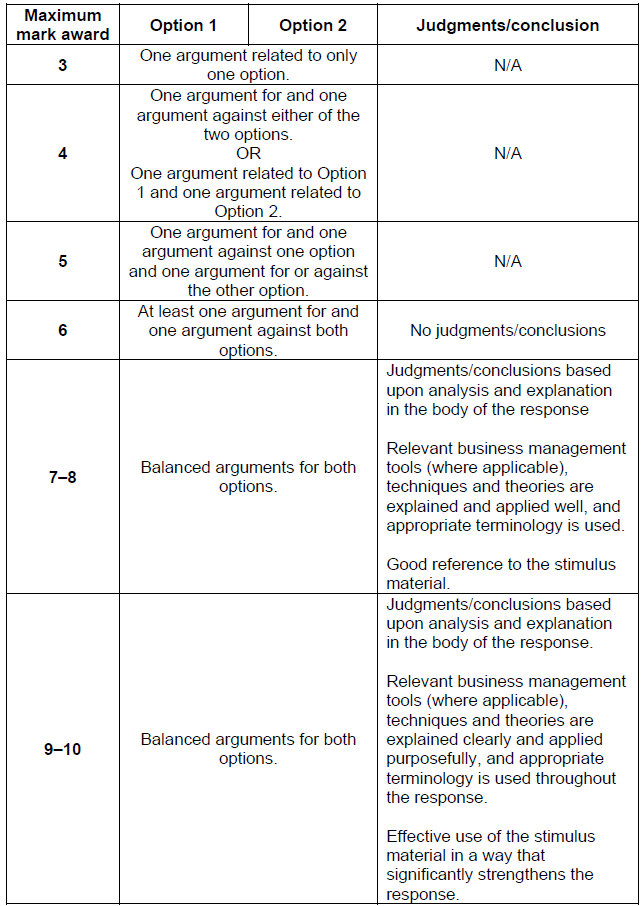 Maximum
mark award
Option 1
Option 2
Judgments/conclusion
3
One argument related to only
one option.
N/A
4
One argument for and one
argument against either of the
two options.
OR
One argument related to Option
1 and one argument related to
Option 2.
N/A
5
One argument for and one
argument against one option
and one argument for or against
the other option.
N/A
6
At least one argument for and
one argument against both
options.
No judgments/conclusions
7–8
Balanced arguments for both
options.
Judgments/conclusions based
upon analysis and explanation
in the body of the response
Relevant business management
tools (where applicable),
techniques and theories are
explained and applied well, and
appropriate terminology is used.
Good reference to the stimulus
material.
9–10
Balanced arguments for both
options.
Judgments/conclusions based
upon analysis and explanation
in the body of the response.
Relevant business management
tools (where applicable),
techniques and theories are
explained clearly and applied
purposefully, and appropriate
terminology is used throughout
the response.
Effective use of the stimulus
material in a way that
significantly strengthens the
response.